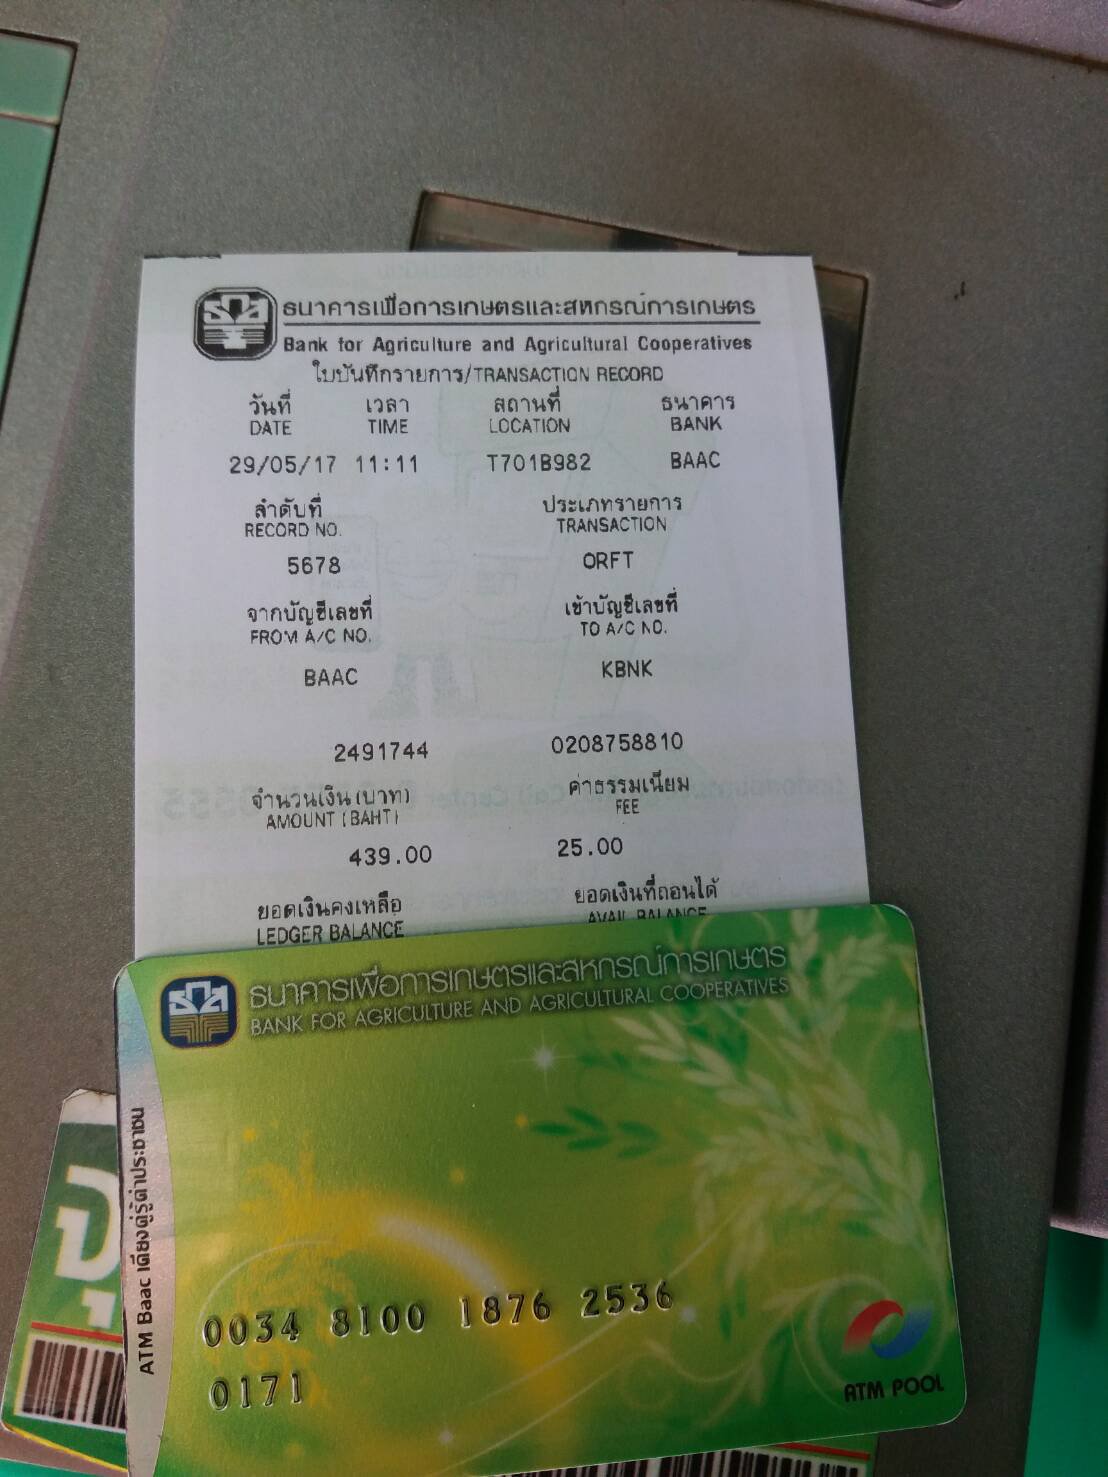 ธนาคารเพื่อการเกษตรและสหกรณ์การเกษตร
Bank for Agriculture and Agricultural Cooperatives
ใบบันทึกรายการ/TRANSACTION RECORD
วันที่ เวลา สถานที่ ธนาคาร
DATE TIME LOCATION BANK
29/05/17 11:11 T701B982 BAAC
ลำดับที่ ประเภทรายการ
RECORD NO. TRANSACTION
5678 ORFT
จากบัญชีเลขที่ เข้าบัญชีเลขที่
FROM A/C NO. TO A/C NO.
BAAC KBNK
2491744 0208758810
จำนวนเงิน (บาท) ค่าธรรมเนียม
AMOUNT (BAHT) FEE
439.00 25.00
ยอดเงินคงเหลือ ยอดเงินที่ถอนได้
LEDGER BALANCE AVAIL BALANCE
ธนาคารเพื่อการเกษตรและสหกรณ์การเกษตร
BANK FOR AGRICULTURE AND AGRICULTURAL COOPERATIVES
ATM Baac เคียงคู่รู้ค่าประชาชน
0034 8100 1876 2536
0171
ATM POOL